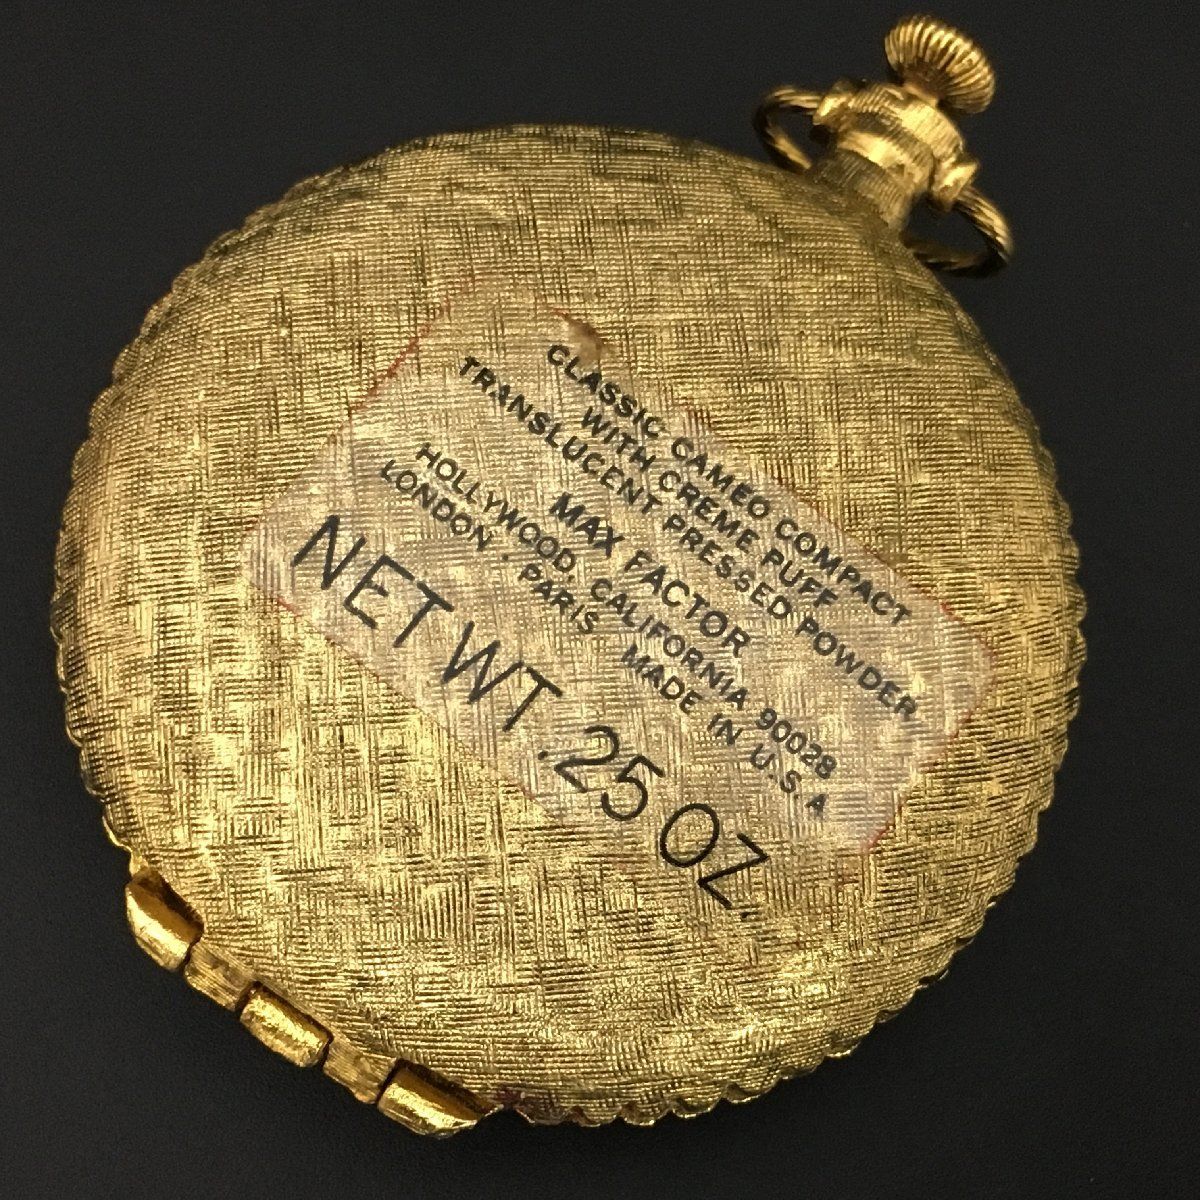 CLASSIC CAMEO COMPACT
WITH CREME PUFF
TRANSLUCENT PRESSED POWDER
MAX FACTOR
HOLLYWOOD, CALIFORNIA 90028
LONDON · PARIS MADE IN U.S.A
NET WT. .25 OZ.